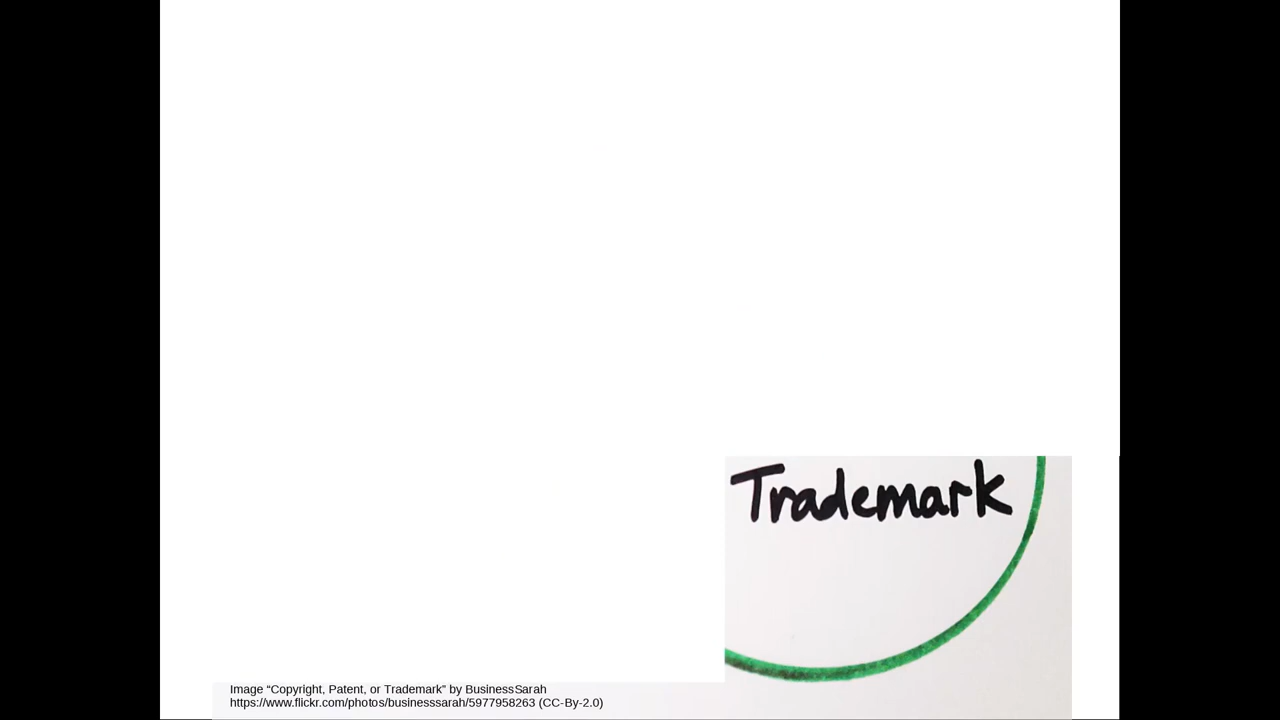 Trademark
Image “Copyright, Patent, or Trademark” by BusinessSarah
https://www.flickr.com/photos/businesssarah/5977958263 (CC-By-2.0)